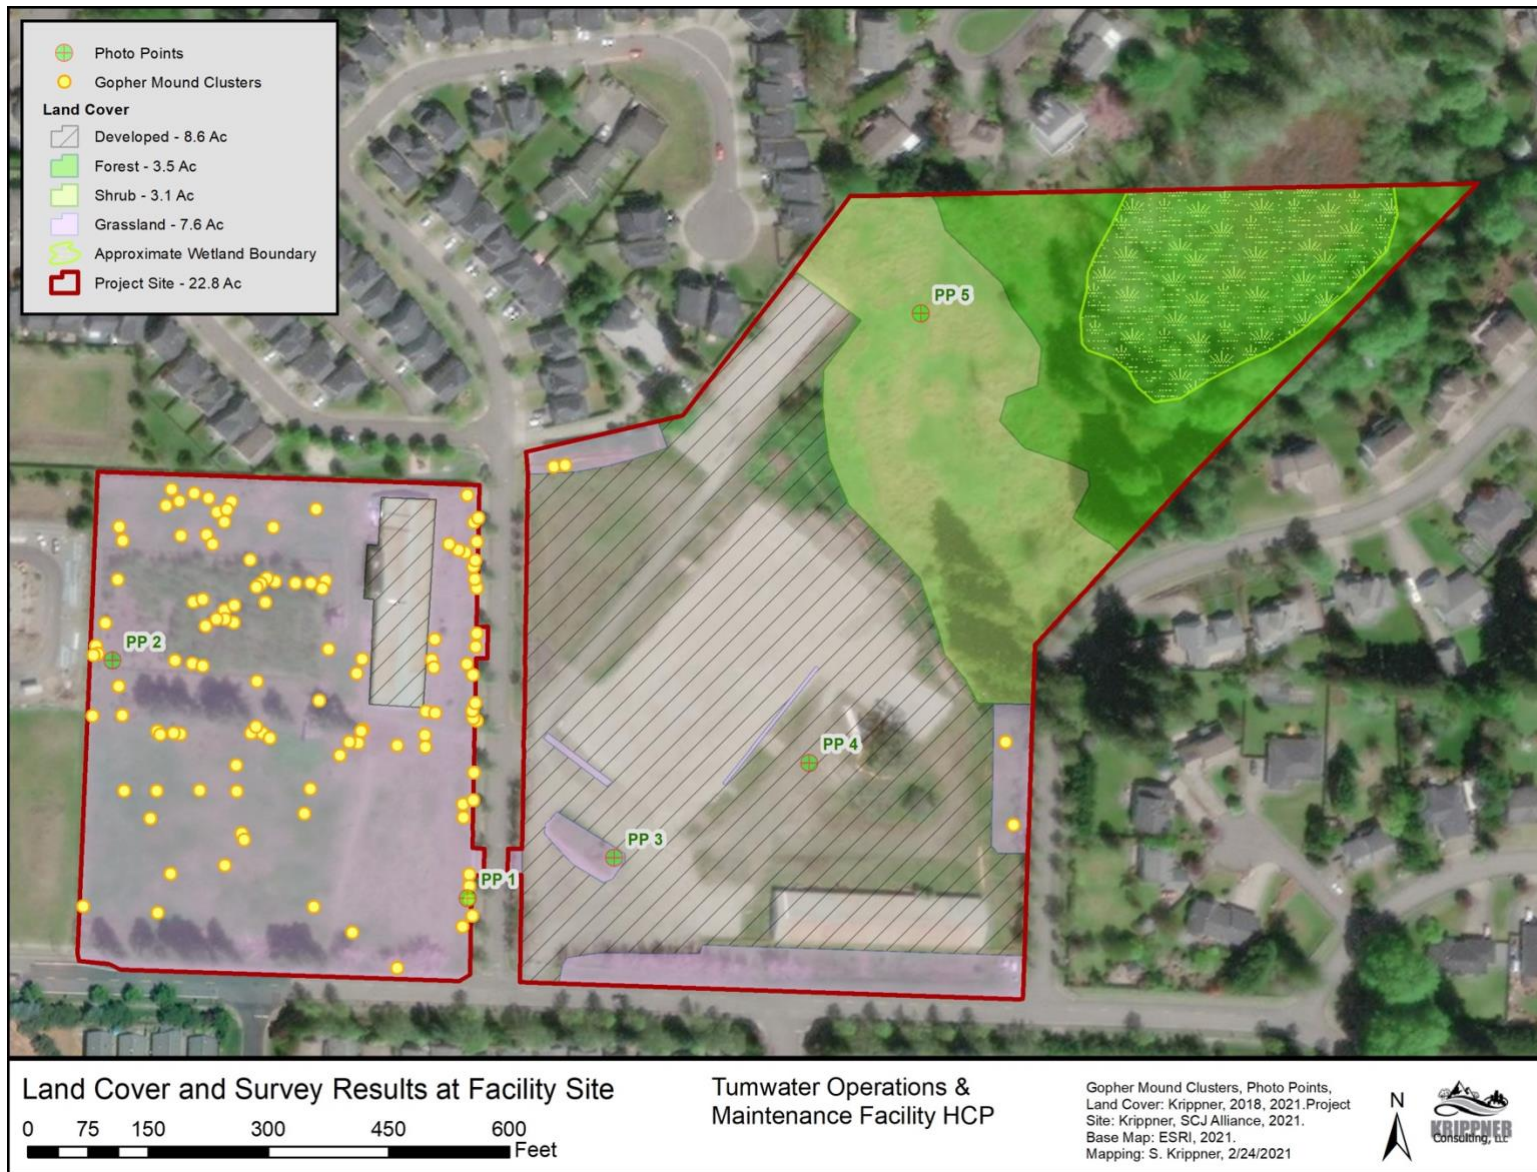 Photo Points
Gopher Mound Clusters
Land Cover
Developed - 8.6 Ac
Forest - 3.5 Ac
Shrub - 3.1 Ac
Grassland - 7.6 Ac
Approximate Wetland Boundary
Project Site - 22.8 Ac
PP 5
PP 2
PP 4
PP 3
PP 1
Land Cover and Survey Results at Facility Site
0 75 150 300 450 600
Feet
Tumwater Operations &
Maintenance Facility HCP
Gopher Mound Clusters, Photo Points,
Land Cover: Krippner, 2018, 2021.Project
Site: Krippner, SCJ Alliance, 2021.
Base Map: ESRI, 2021.
Mapping: S. Krippner, 2/24/2021
N
KRIPPNER
Consulting, LLC